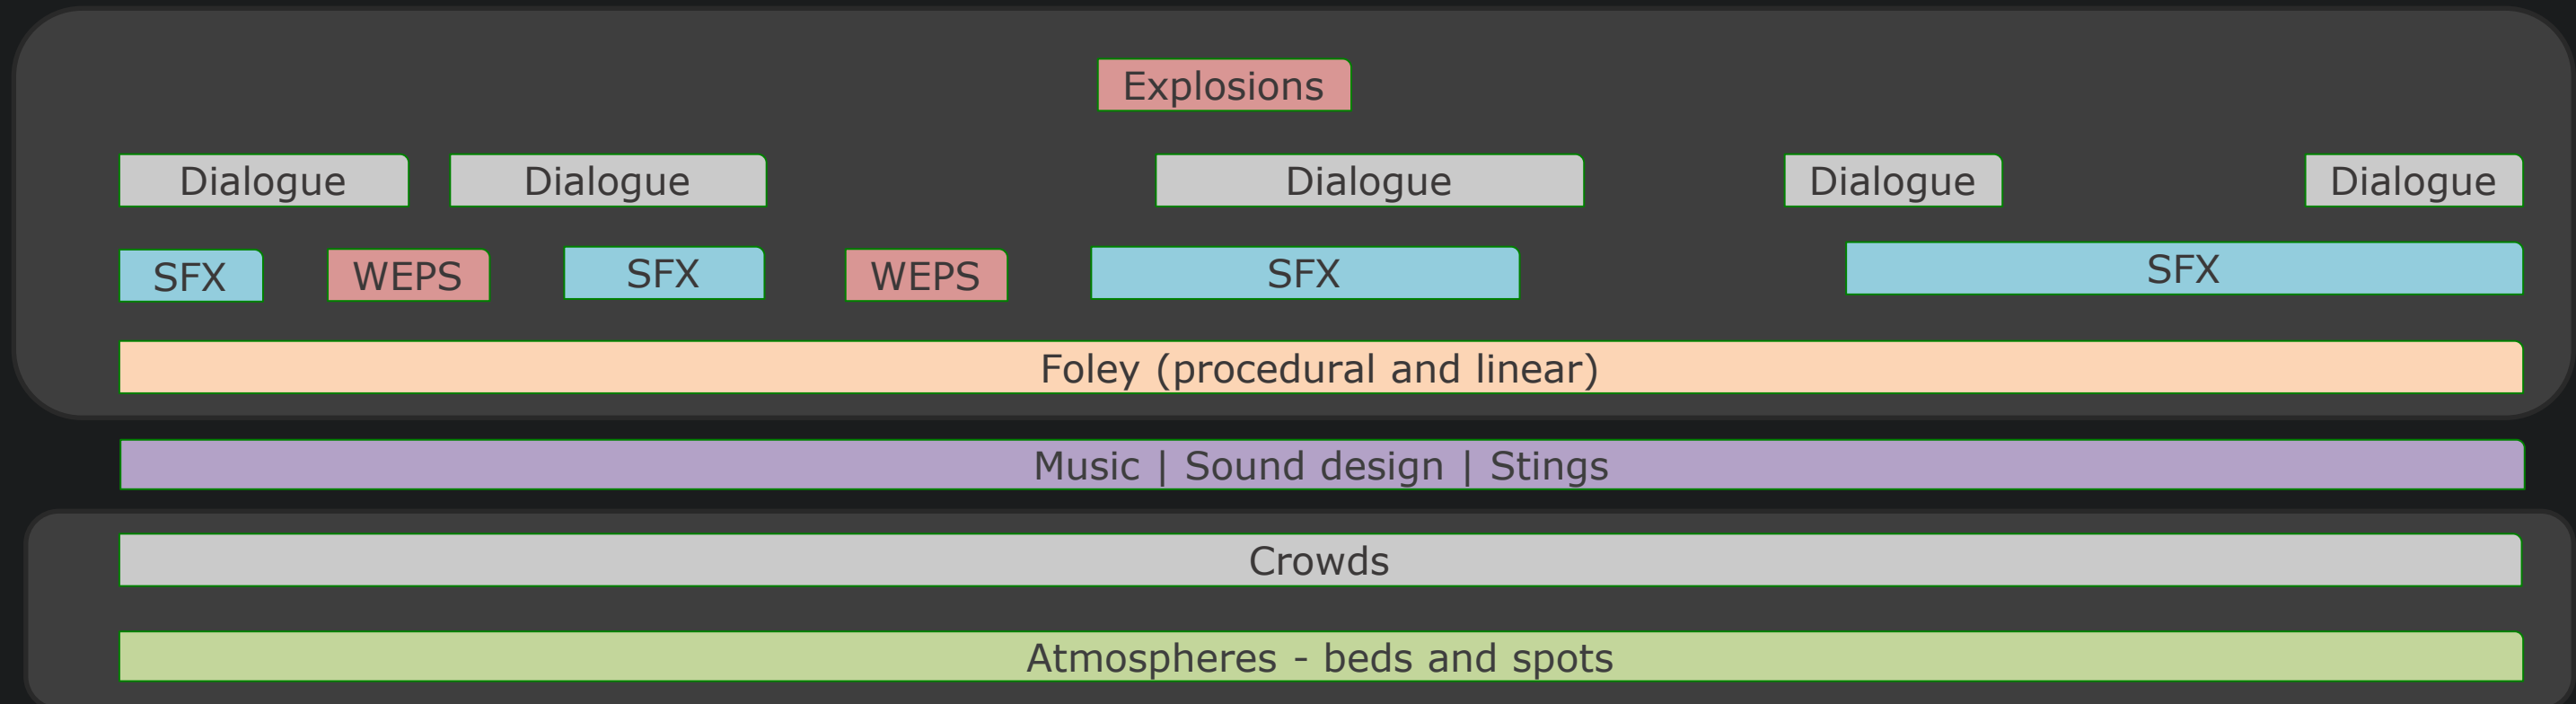 Explosions
Dialogue Dialogue Dialogue Dialogue Dialogue
SFX WEPS SFX WEPS SFX SFX
Foley (procedural and linear)
Music | Sound design | Stings
Crowds
Atmospheres - beds and spots